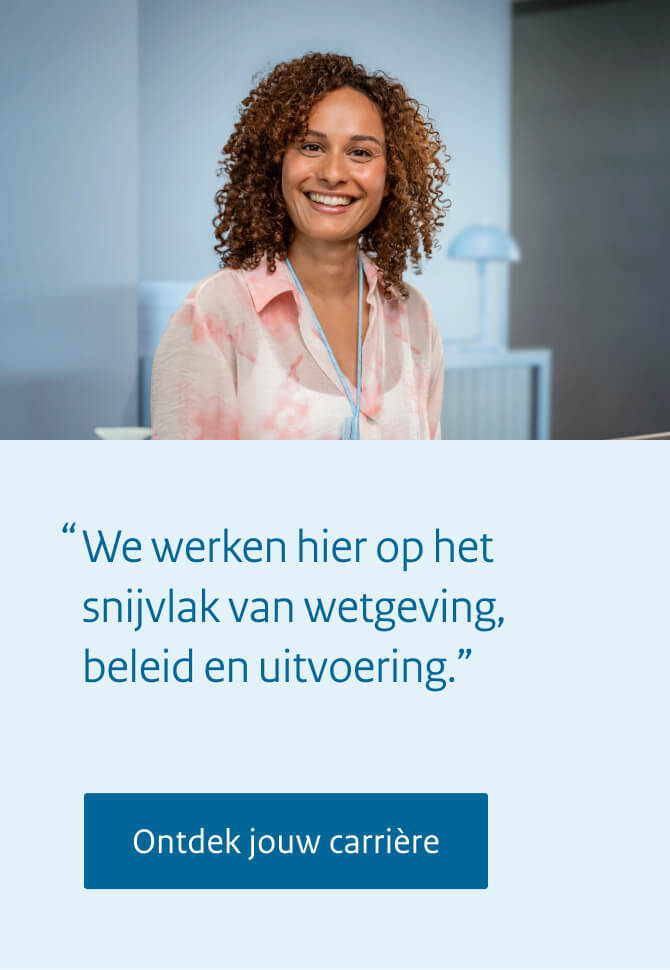 “We werken hier op het
snijvlak van wetgeving,
beleid en uitvoering.”
Ontdek jouw carrière